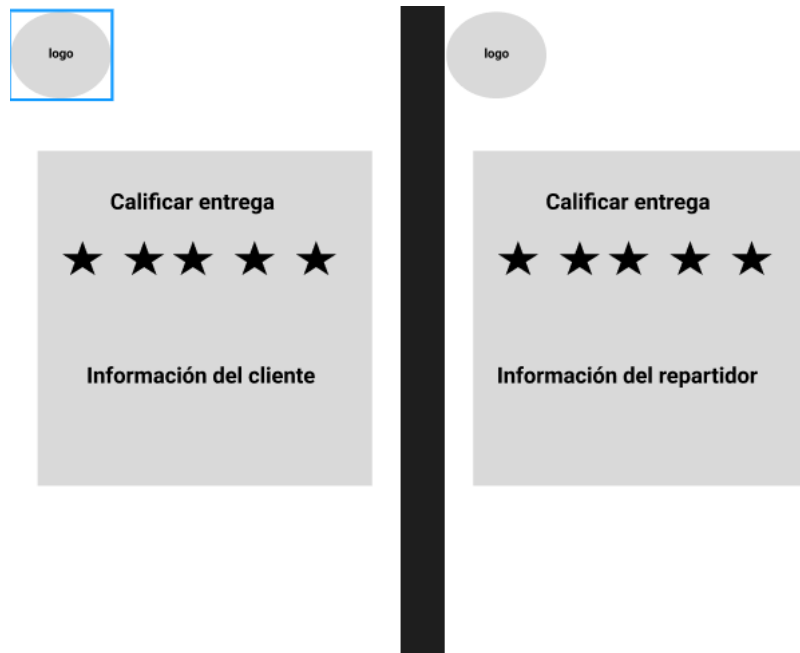 logo
Calificar entrega
Información del cliente
logo
Calificar entrega
Información del repartidor